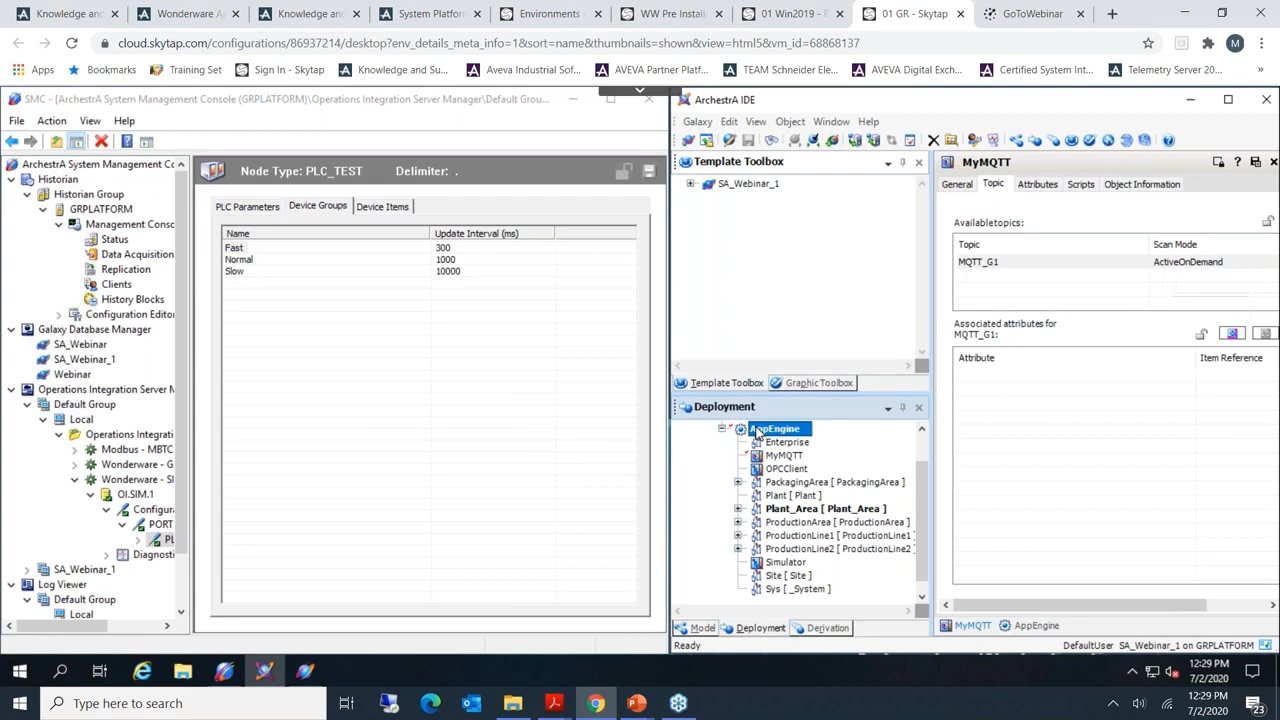 Knowledge and
Wonderware A
Knowledge and
System Platform
Environments
WW Pre Instal
01 Win2019 - R
01 GR - Skytap
GoToWebinar
cloud.skytap.com/configurations/86937214/desktop?env_details_meta_info=1&sort=name&thumbnails=shown&view=html5&vm_id=68868137
M
Apps
Bookmarks
Training Set
Sign In - Skytap
Knowledge and Su...
Aveva Industrial Sof...
AVEVA Partner Platf...
TEAM Schneider Ele...
AVEVA Digital Exch...
Certified System Int...
Telemetry Server 20...
»
SMC - [ArchestrA System Management Console (GRPLATFORM)\Operations Integration Server Manager\Default Grou...
File Action View Help
ArchestrA System Management Co
Historian
Historian Group
GRPLATFORM
Management Consc
Status
Data Acquisition
Replication
Clients
History Blocks
Configuration Editor
Galaxy Database Manager
SA_Webinar
SA_Webinar_1
Webinar
Operations Integration Server M
Default Group
Local
Operations Integrati
Modbus - MBTC
Wonderware - G
Wonderware - SI
OI.SIM.1
Configura
PORT
PL
Diagnosti
SA_Webinar_1
Log Viewer
Default Group
Local
Node Type: PLC_TEST Delimiter: .
PLC Parameters Device Groups Device Items
Name Update Interval (ms)
Fast 300
Normal 1000
Slow 10000
ArchestrA IDE
Galaxy Edit View Object Window Help
Template Toolbox
SA_Webinar_1
Template Toolbox Graphic Toolbox
Deployment
AppEngine
Enterprise
MyMQTT
OPCClient
PackagingArea [ PackagingArea ]
Plant [ Plant ]
Plant_Area [ Plant_Area ]
ProductionArea [ ProductionArea ]
ProductionLine1 [ ProductionLine1 ]
ProductionLine2 [ ProductionLine2 ]
Simulator
Site [ Site ]
Sys [ _System ]
Model Deployment Derivation
Ready
MyMQTT
General Topic Attributes Scripts Object Information
Available topics:
Topic Scan Mode
MQTT_G1 ActiveOnDemand
Associated attributes for
MQTT_G1:
Attribute Item Reference
MyMQTT AppEngine
DefaultUser SA_Webinar_1 on GRPLATFORM
12:29 PM
7/2/2020
Type here to search
12:29 PM
7/2/2020
23